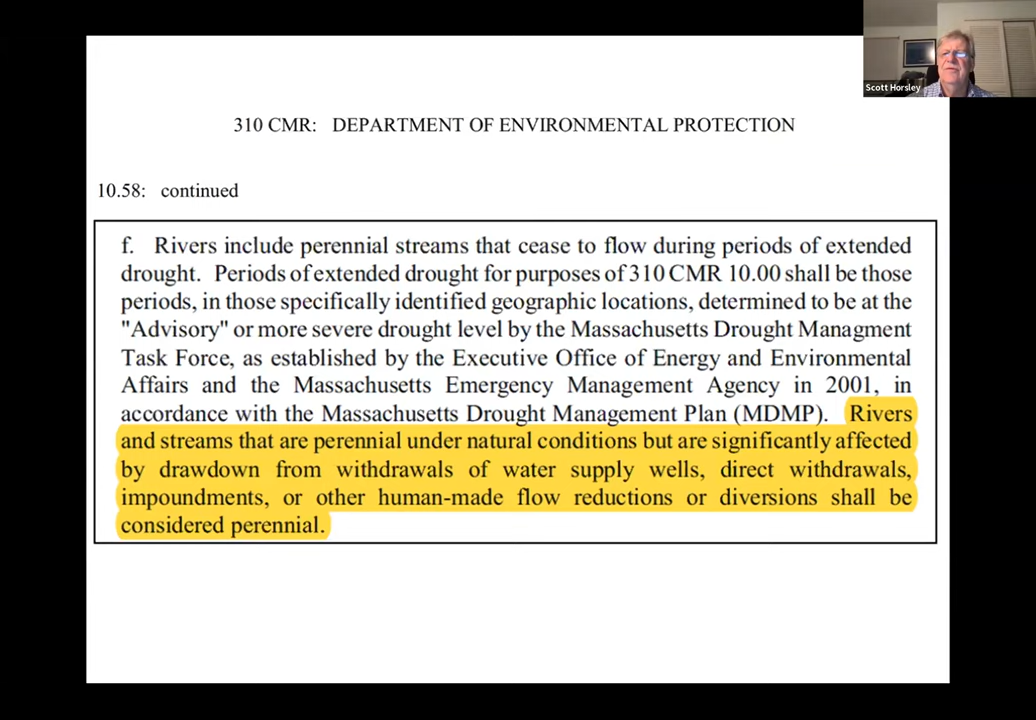 Scott Horsley
310 CMR: DEPARTMENT OF ENVIRONMENTAL PROTECTION
10.58: continued
f. Rivers include perennial streams that cease to flow during periods of extended
drought. Periods of extended drought for purposes of 310 CMR 10.00 shall be those
periods, in those specifically identified geographic locations, determined to be at the
"Advisory" or more severe drought level by the Massachusetts Drought Managment
Task Force, as established by the Executive Office of Energy and Environmental
Affairs and the Massachusetts Emergency Management Agency in 2001, in
accordance with the Massachusetts Drought Management Plan (MDMP). Rivers
and streams that are perennial under natural conditions but are significantly affected
by drawdown from withdrawals of water supply wells, direct withdrawals,
impoundments, or other human-made flow reductions or diversions shall be
considered perennial.